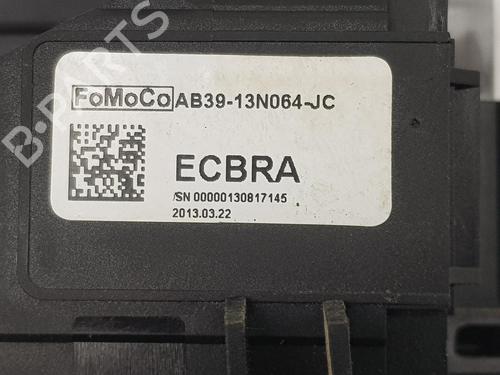 FoMoCo AB39-13N064-JC
ECBRA
/SN 00000130817145
2013.03.22
B-PARTS